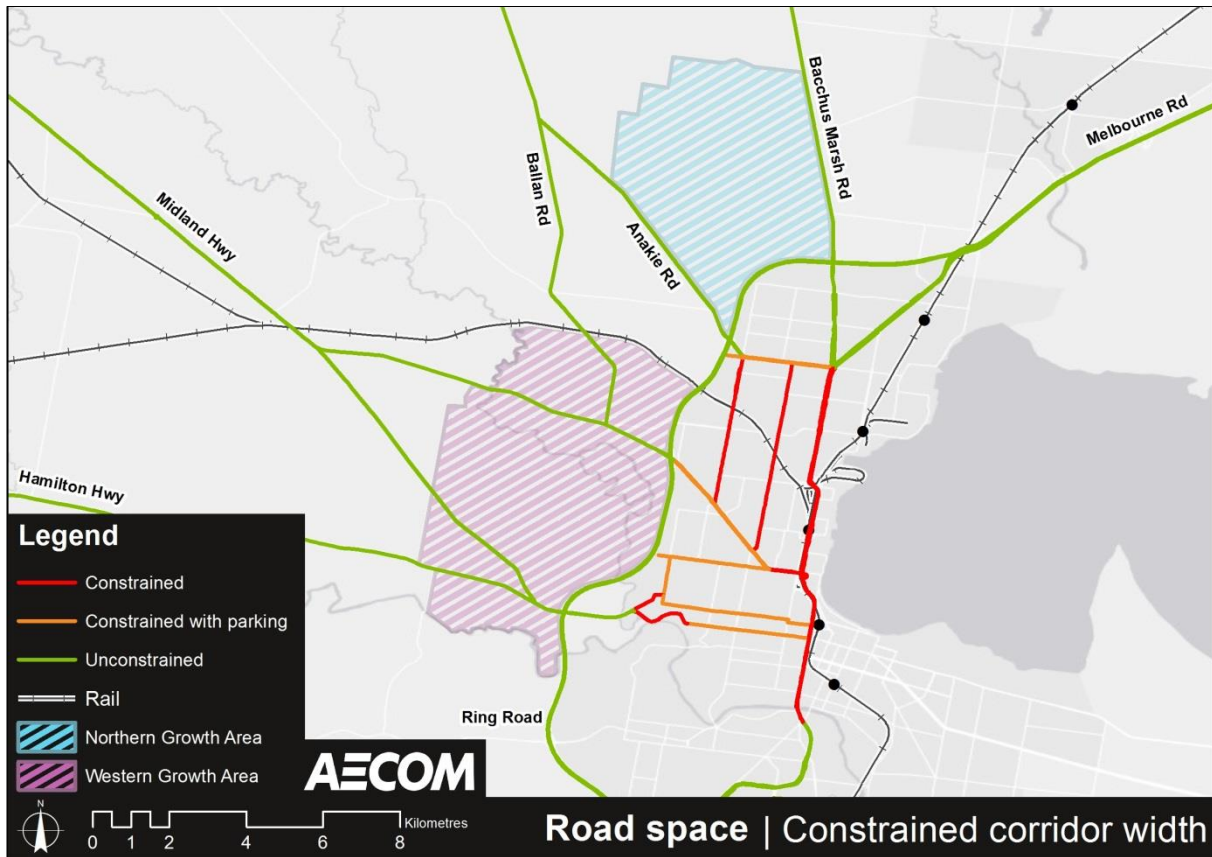 Bacchus Marsh Rd
Melbourne Rd
Ballan Rd
Midland Hwy
Anakie Rd
Hamilton Hwy
Legend
Constrained
Constrained with parking
Unconstrained
Rail
Northern Growth Area
Western Growth Area
Ring Road
AECOM
N
0 1 2 4 6 8 Kilometres
Road space | Constrained corridor width